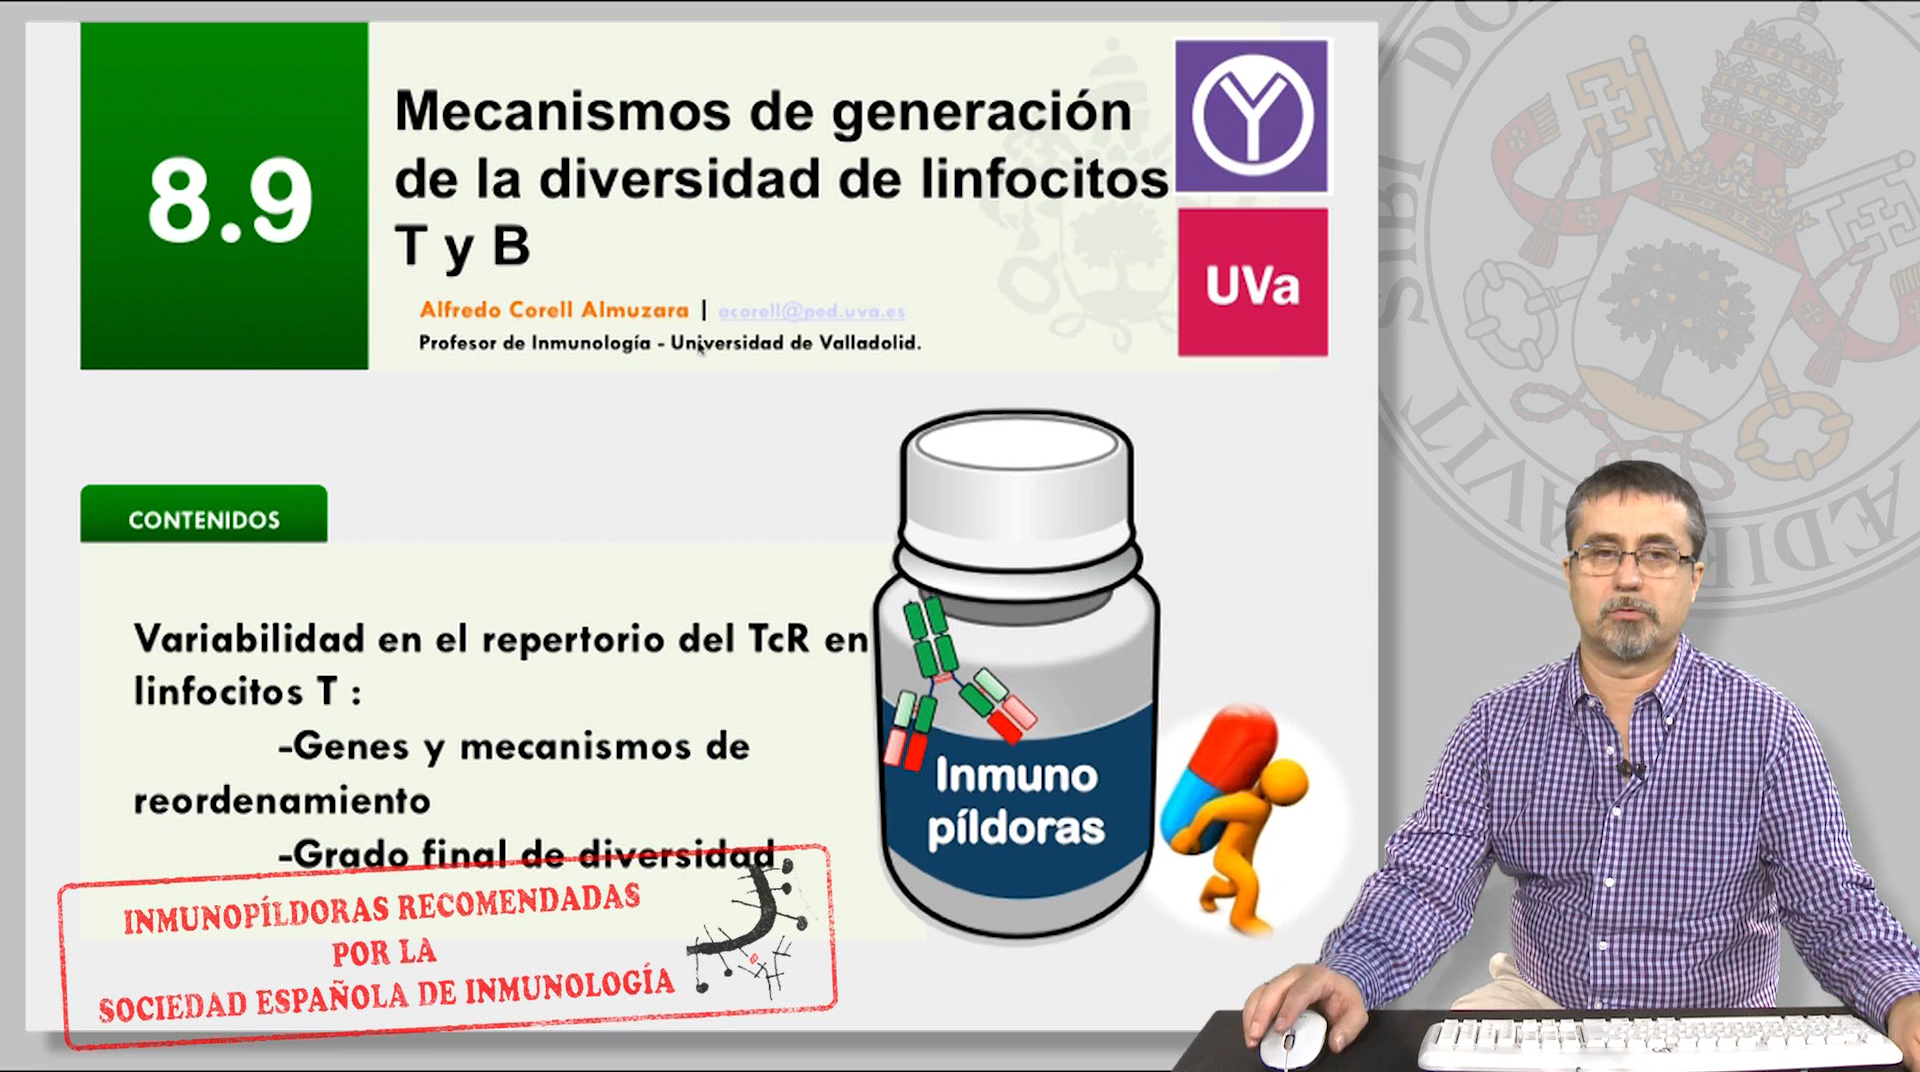 8.9
Mecanismos de generación
de la diversidad de linfocitos
T y B
Alfredo Corell Almuzara | acorell@ped.uva.es
Profesor de Inmunología - Universidad de Valladolid.
Y
UVa
CONTENIDOS
Variabilidad en el repertorio del TcR en
linfocitos T :
-Genes y mecanismos de
reordenamiento
-Grado final de diversidad
Inmuno
píldoras
INMUNOPÍLDORAS RECOMENDADAS
POR LA
SOCIEDAD ESPAÑOLA DE INMUNOLOGÍA